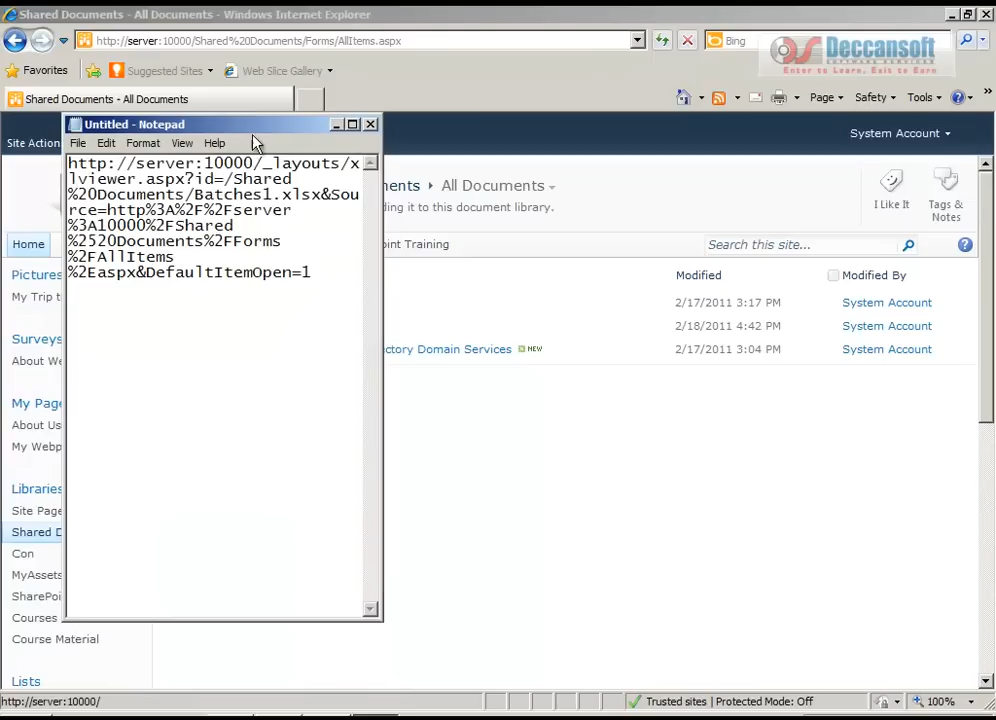 Shared Documents - All Documents - Windows Internet Explorer
http://server:10000/Shared%20Documents/Forms/AllItems.aspx
Bing
Deccansoft
SOFTWARE SERVICES
Enter to Learn. Exit to Earn
Favorites
Suggested Sites
Web Slice Gallery
Shared Documents - All Documents
Page
Safety
Tools
»
Untitled - Notepad
File Edit Format View Help
http://server:10000/_layouts/x
lviewer.aspx?id=/Shared
%20Documents/Batches1.xlsx&Sou
rce=http%3A%2F%2Fserver
%3A10000%2FShared
%2520Documents%2FForms
%2FAllItems
%2Easpx&DefaultItemOpen=1
Site Action
System Account
ents
All Documents
document by adding it to this document library.
I Like It
Tags &
Notes
Home
oint Training
Search this site...
Modified
Modified By
2/17/2011 3:17 PM
System Account
2/18/2011 4:42 PM
System Account
ctory Domain Services
NEW
2/17/2011 3:04 PM
System Account
Pictures
My Trip t
Surveys
About We
My Page
About Us
My Webp
Libraries
Site Page
Shared D
Con
MyAssets
SharePoi
Courses
Course Material
Lists
http://server:10000/
Trusted sites | Protected Mode: Off
100%